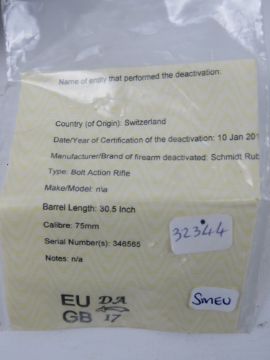 Name of entity that performed the deactivation:
Country (of Origin): Switzerland
Date/Year of Certification of the deactivation: 10 Jan 201
Manufacturer/Brand of firearm deactivated: Schmidt Rub
Type: Bolt Action Rifle
Make/Model: n\a
Barrel Length: 30.5 Inch
Calibre: 75mm
32344
Serial Number(s): 346565
Notes: n/a
EU DA
GB 17
SMEU